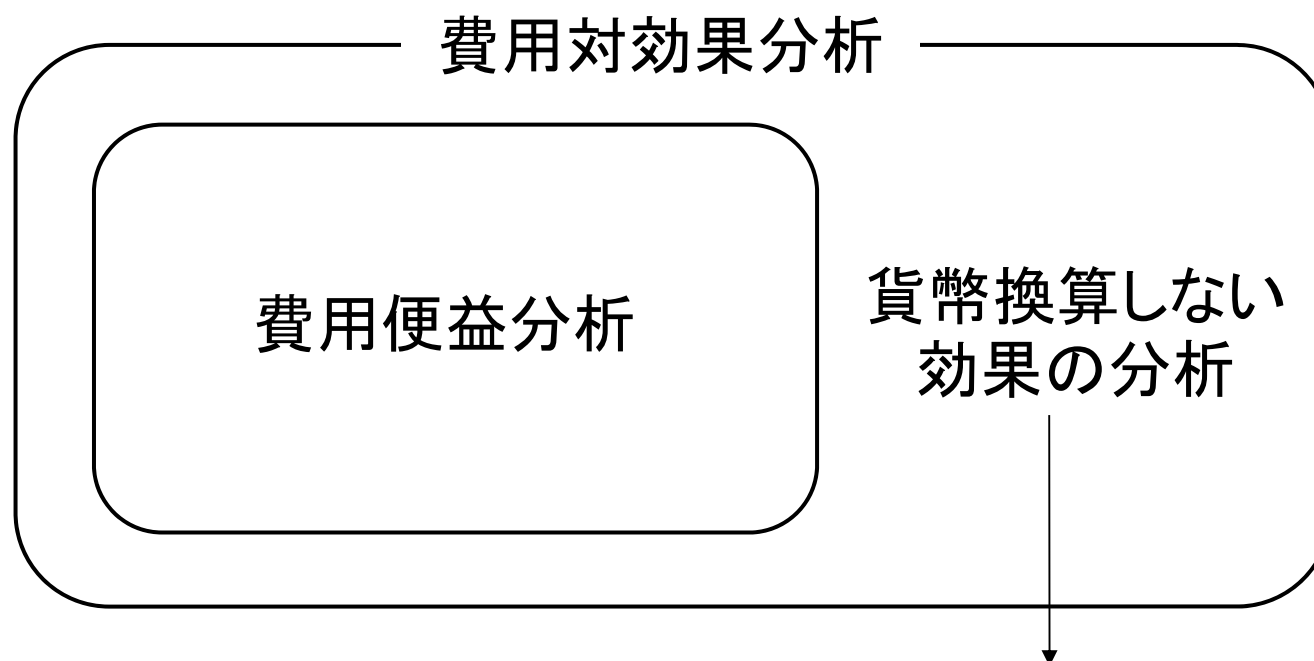 費用対効果分析
費用便益分析
貨幣換算しない
効果の分析